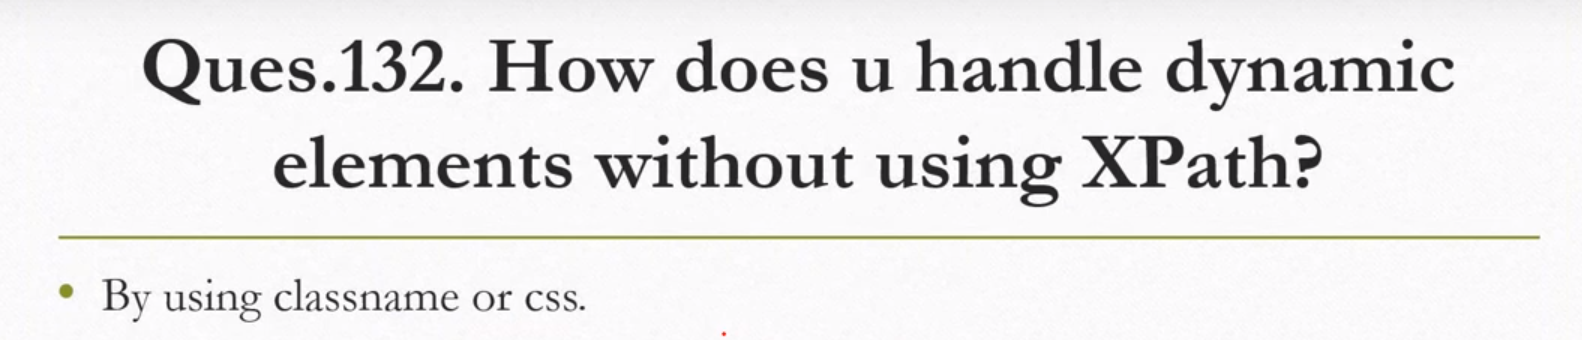 Ques.132. How does u handle dynamic
elements without using XPath?
• By using classname or css.